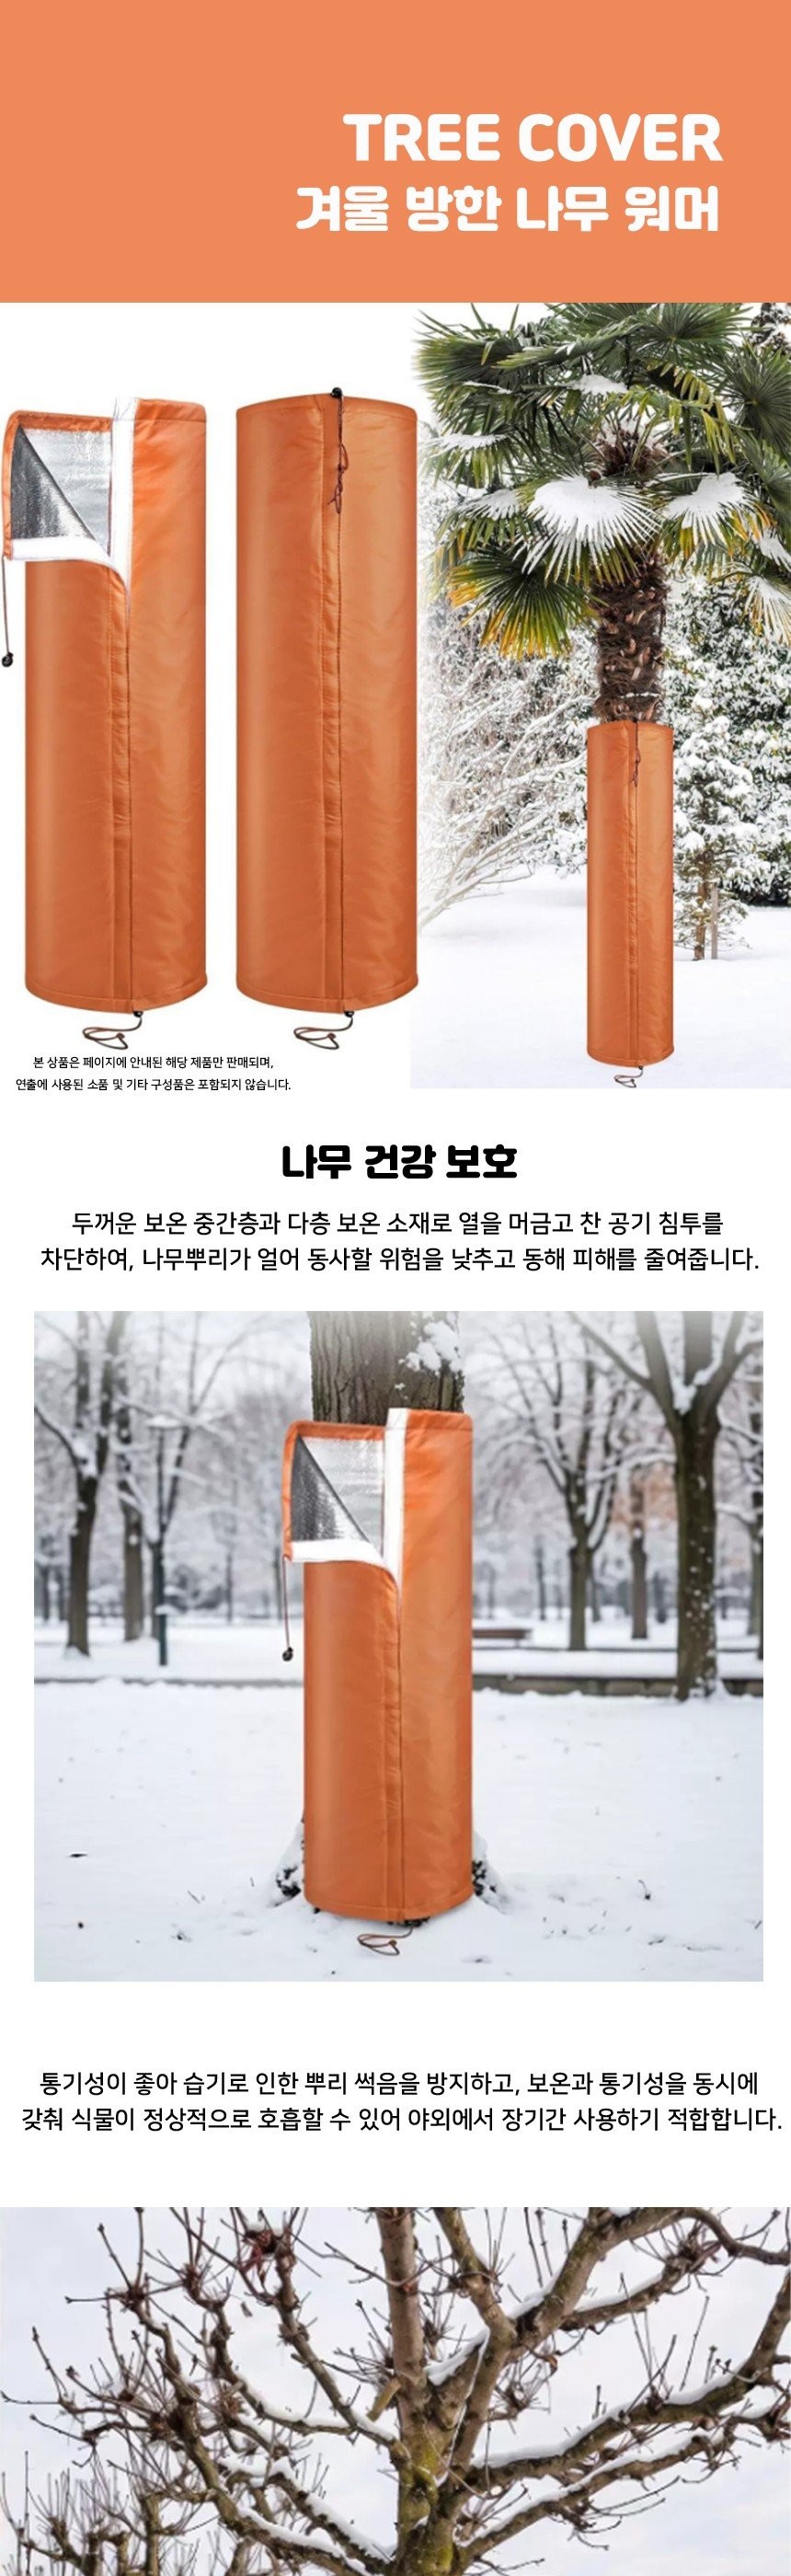 TREE COVER
겨울 방한 나무 워머
본 상품은 페이지에 안내된 해당 제품만 판매되며,
연출에 사용된 소품 및 기타 구성품은 포함되지 않습니다.
나무 건강 보호
두꺼운 보온 중간층과 다층 보온 소재로 열을 머금고 찬 공기 침투를
차단하여, 나무뿌리가 얼어 동사할 위험을 낮추고 동해 피해를 줄여줍니다.
통기성이 좋아 습기로 인한 뿌리 썩음을 방지하고, 보온과 통기성을 동시에
갖춰 식물이 정상적으로 호흡할 수 있어 야외에서 장기간 사용하기 적합합니다.